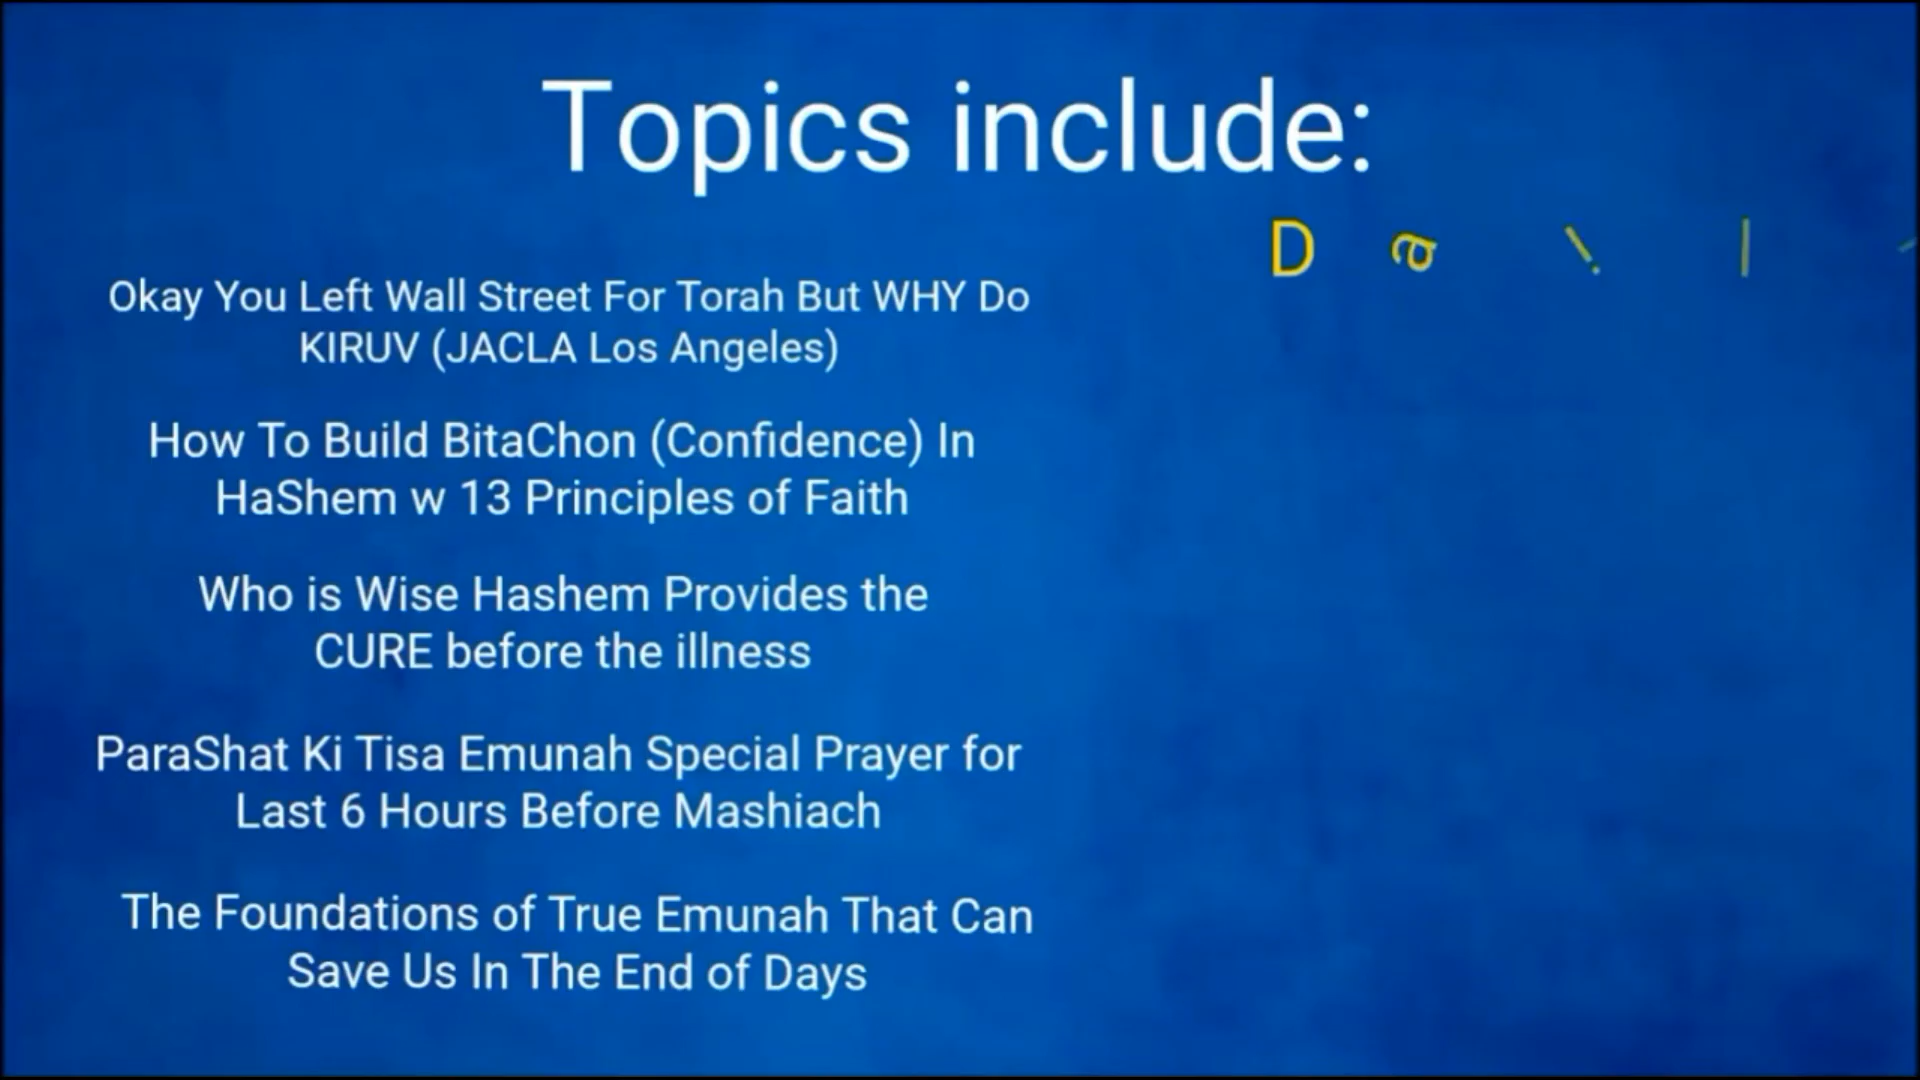 Topics include:
D a i l
Okay You Left Wall Street For Torah But WHY Do
KIRUV (JACLA Los Angeles)
How To Build BitaChon (Confidence) In
HaShem w 13 Principles of Faith
Who is Wise Hashem Provides the
CURE before the illness
ParaShat Ki Tisa Emunah Special Prayer for
Last 6 Hours Before Mashiach
The Foundations of True Emunah That Can
Save Us In The End of Days